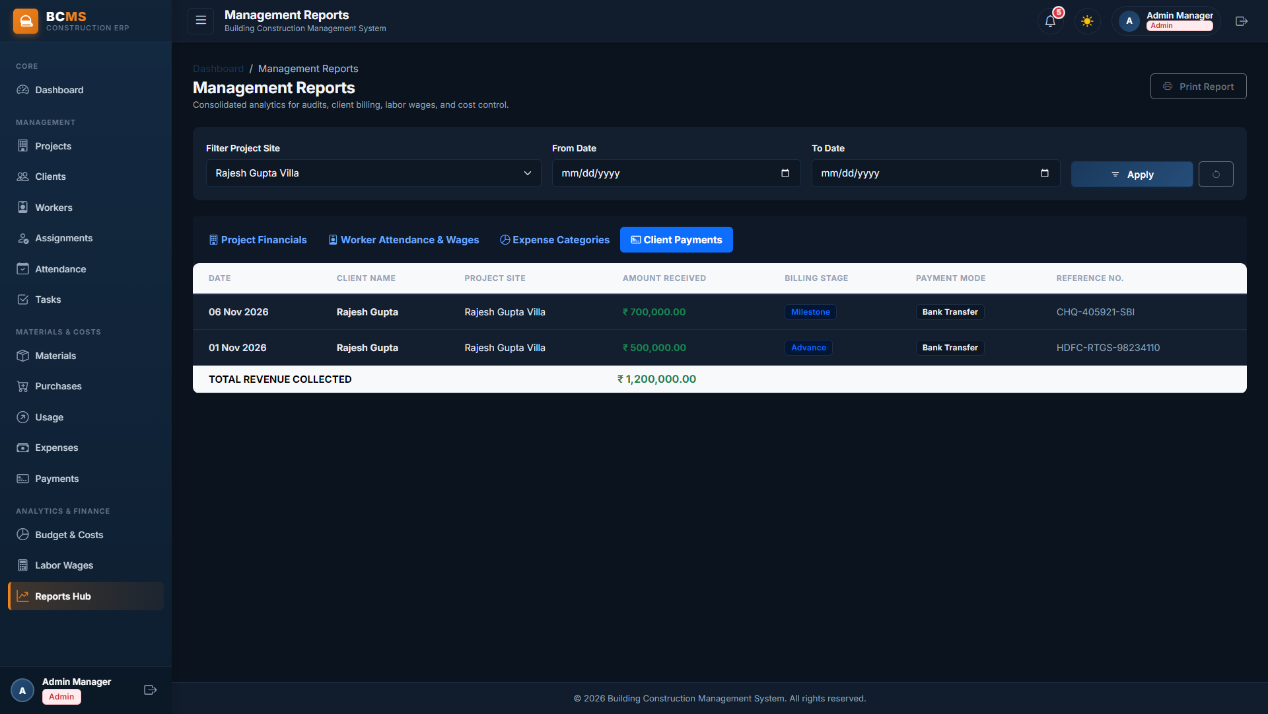 BCMS
CONSTRUCTION ERP
CORE
Dashboard
MANAGEMENT
Projects
Clients
Workers
Assignments
Attendance
Tasks
MATERIALS & COSTS
Materials
Purchases
Usage
Expenses
Payments
ANALYTICS & FINANCE
Budget & Costs
Labor Wages
Reports Hub
A
Admin Manager
Admin
Management Reports
Building Construction Management System
5
A
Admin Manager
Admin
Dashboard / Management Reports
Management Reports
Consolidated analytics for audits, client billing, labor wages, and cost control.
Print Report
Filter Project Site From Date To Date
Rajesh Gupta Villa mm/dd/yyyy mm/dd/yyyy Apply
Project Financials Worker Attendance & Wages Expense Categories Client Payments
DATE CLIENT NAME PROJECT SITE AMOUNT RECEIVED BILLING STAGE PAYMENT MODE REFERENCE NO.
06 Nov 2026 Rajesh Gupta Rajesh Gupta Villa ₹ 700,000.00 Milestone Bank Transfer CHQ-405921-SBI
01 Nov 2026 Rajesh Gupta Rajesh Gupta Villa ₹ 500,000.00 Advance Bank Transfer HDFC-RTGS-98234110
TOTAL REVENUE COLLECTED ₹ 1,200,000.00
© 2026 Building Construction Management System. All rights reserved.